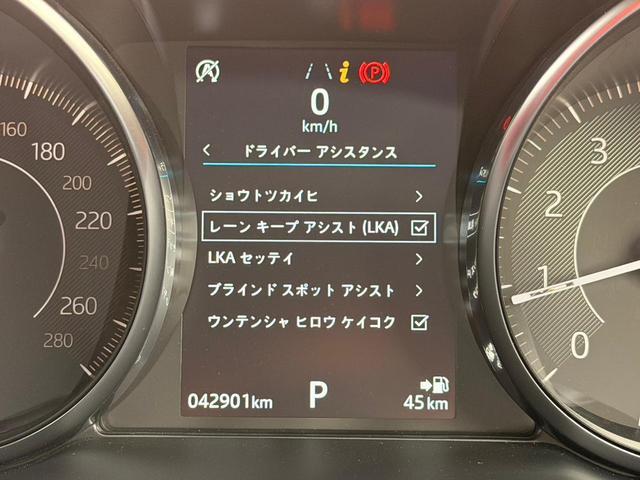 0
km/h
ドライバー アシスタンス
ショウトツカイヒ
レーン キープ アシスト (LKA)
LKA セッテイ
ブラインド スポット アシスト
ウンテンシャ ヒロウ ケイコク
042901km
P
45km
160
180
200
220
240
260
280
3
2
1
0